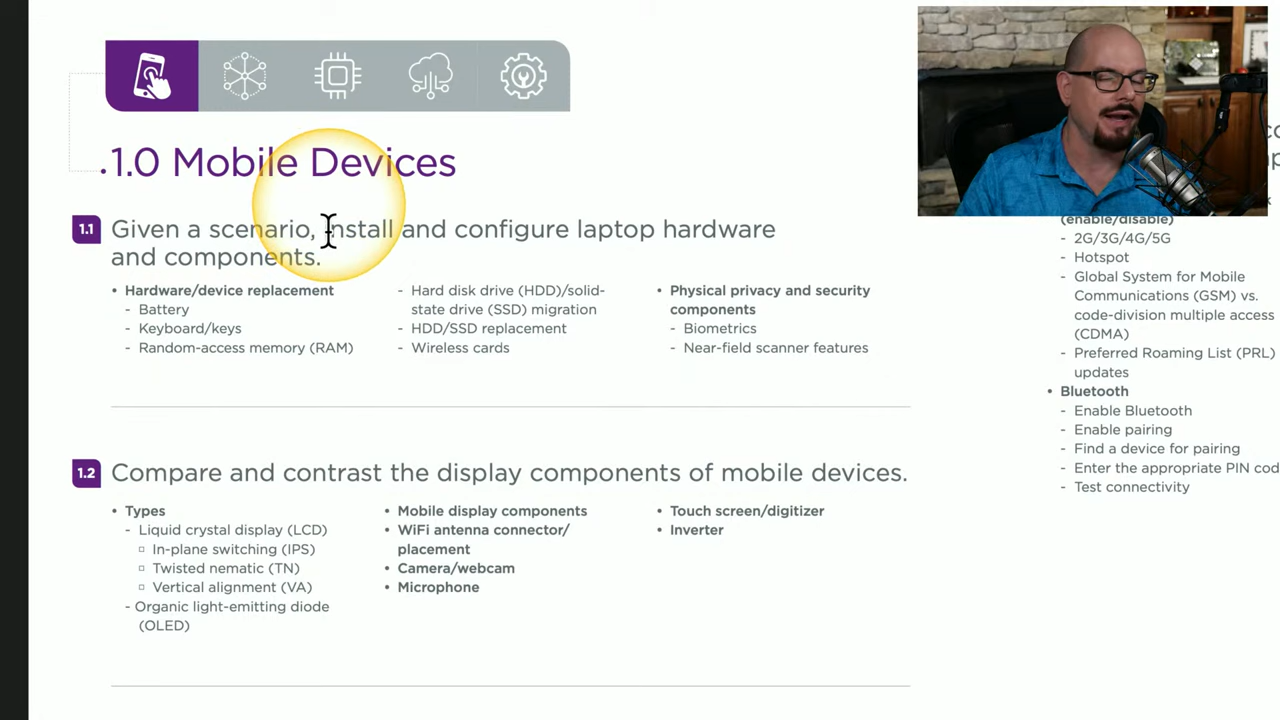 1.0 Mobile Devices
1.1
Given a scenario, install and configure laptop hardware
and components.
• Hardware/device replacement
- Battery
- Keyboard/keys
- Random-access memory (RAM)
- Hard disk drive (HDD)/solid-
state drive (SSD) migration
- HDD/SSD replacement
- Wireless cards
• Physical privacy and security
components
- Biometrics
- Near-field scanner features
1.2
Compare and contrast the display components of mobile devices.
• Types
- Liquid crystal display (LCD)
▫ In-plane switching (IPS)
▫ Twisted nematic (TN)
▫ Vertical alignment (VA)
- Organic light-emitting diode
(OLED)
• Mobile display components
• WiFi antenna connector/
placement
• Camera/webcam
• Microphone
• Touch screen/digitizer
• Inverter
(enable/disable)
- 2G/3G/4G/5G
- Hotspot
- Global System for Mobile
Communications (GSM) vs.
code-division multiple access
(CDMA)
- Preferred Roaming List (PRL)
updates
• Bluetooth
- Enable Bluetooth
- Enable pairing
- Find a device for pairing
- Enter the appropriate PIN cod
- Test connectivity